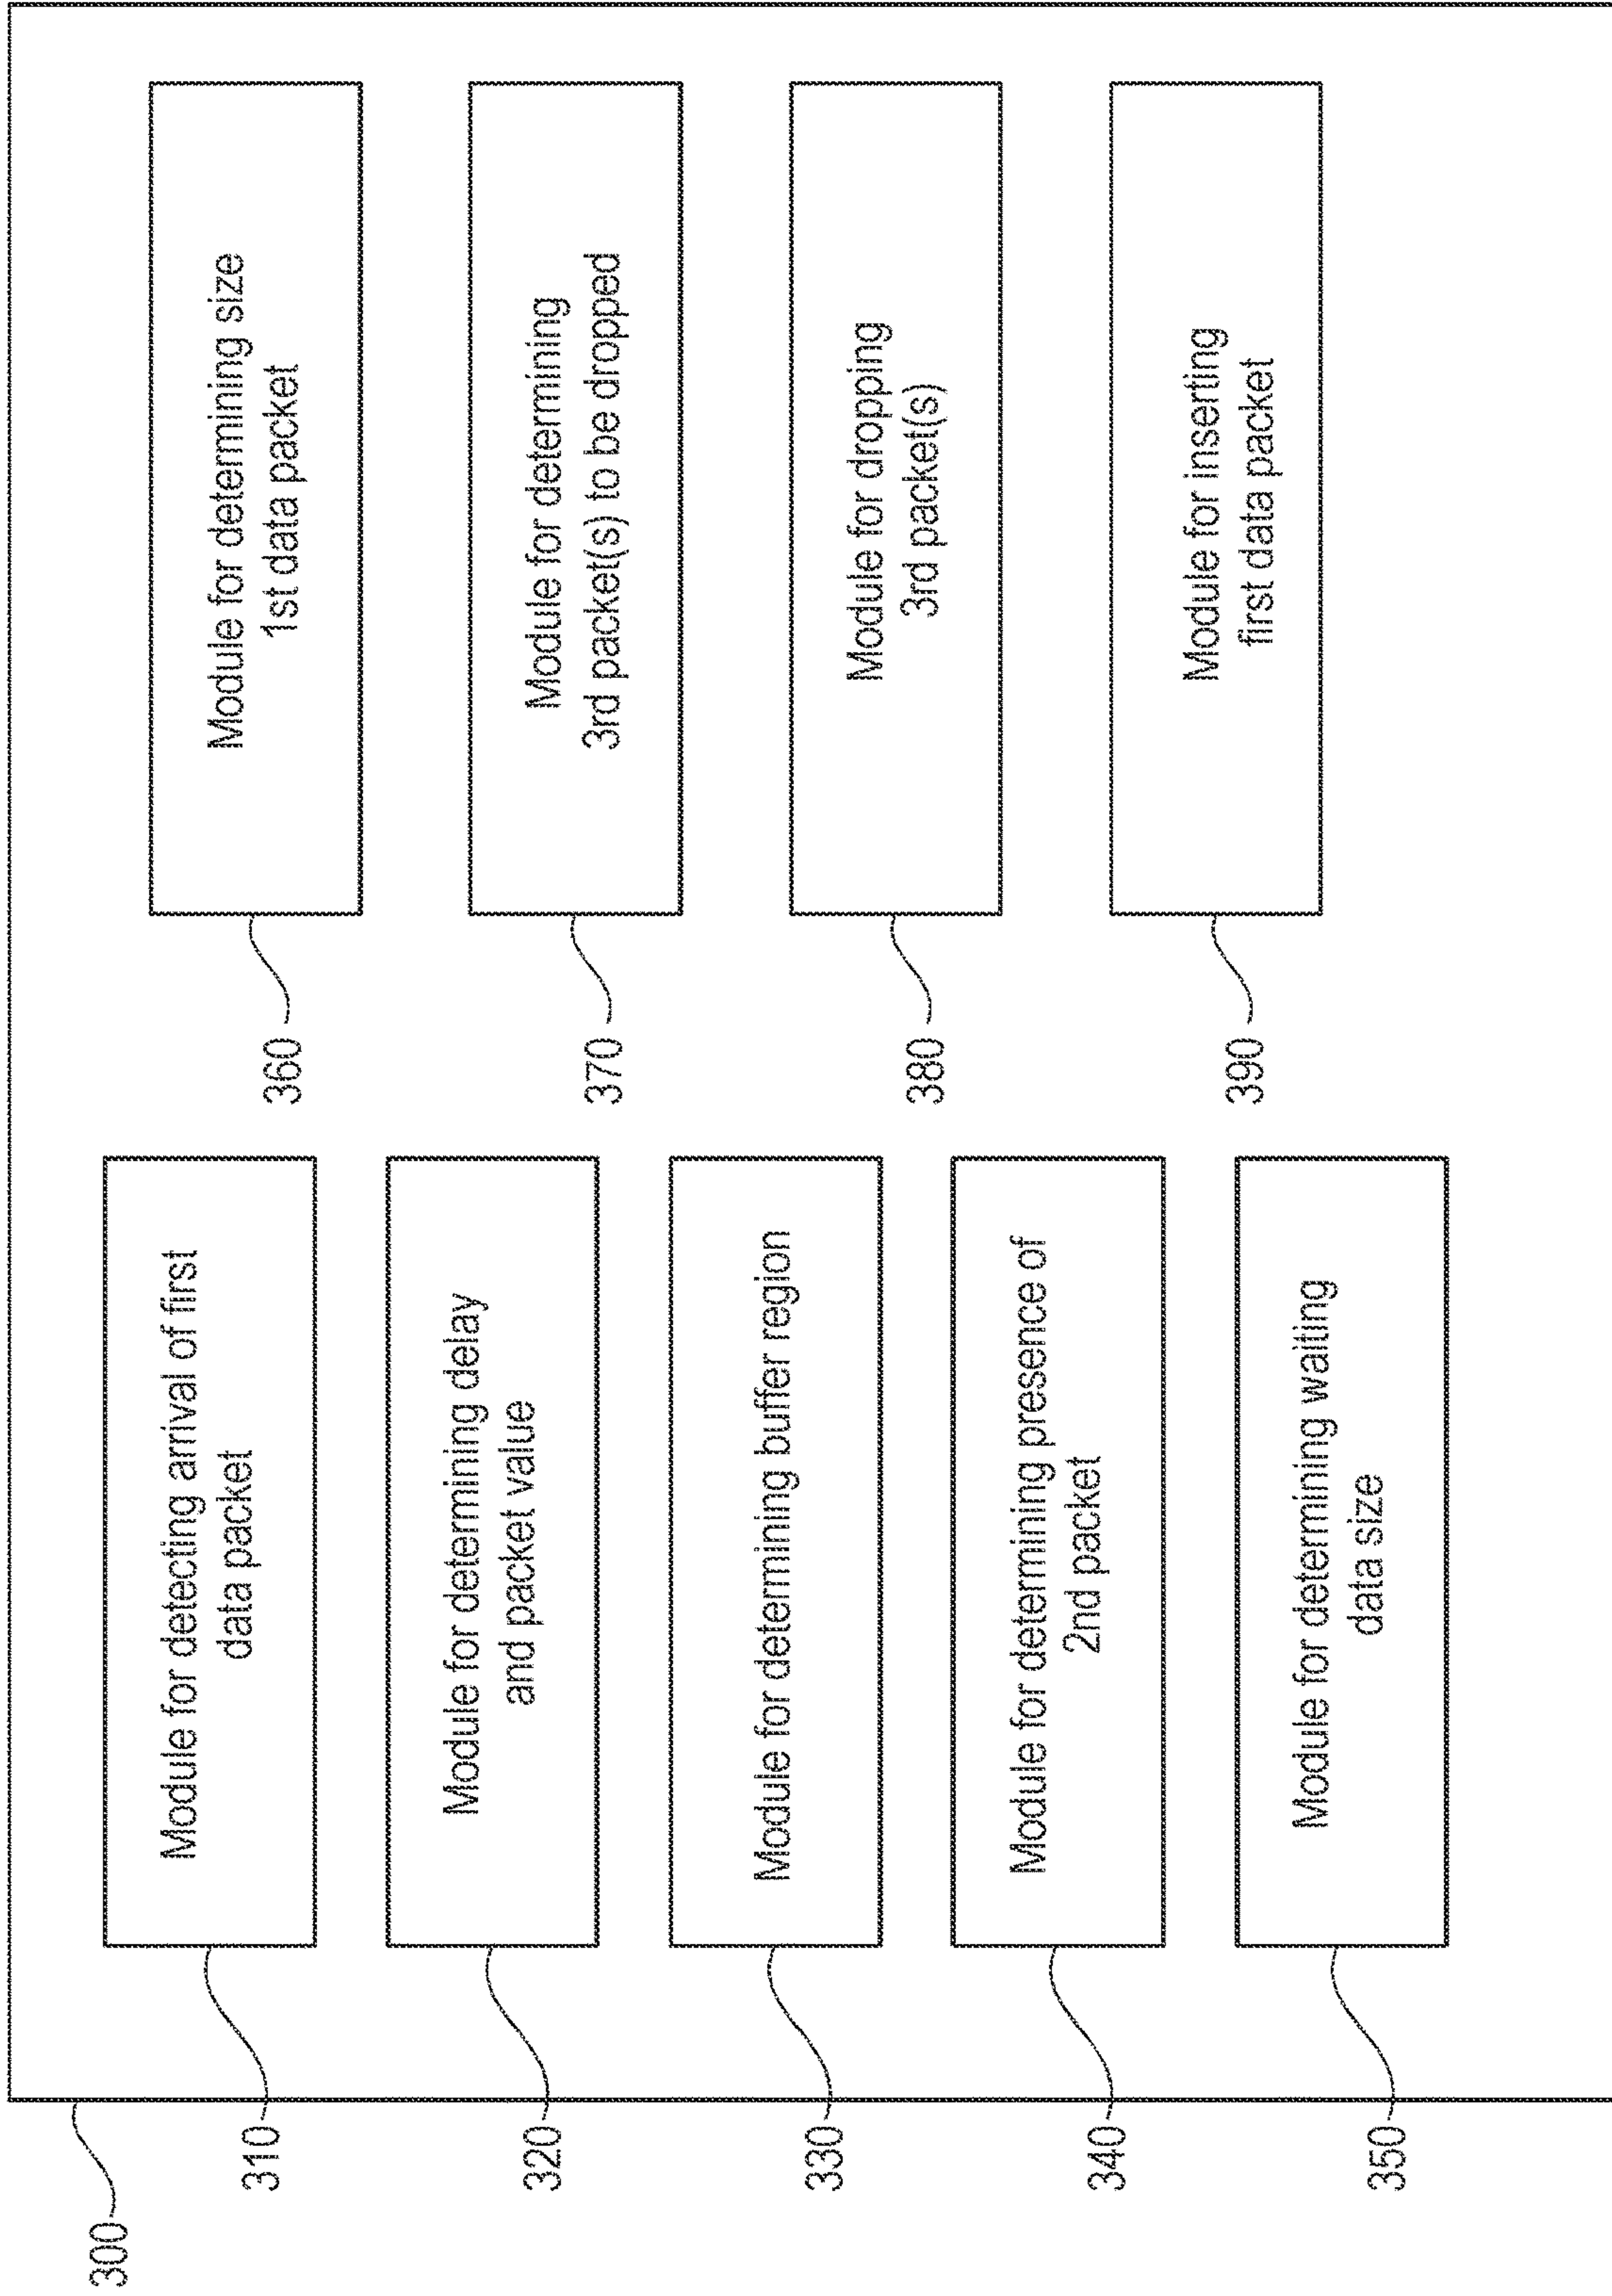 300
310
Module for detecting arrival of first
data packet
320
Module for determining delay
and packet value
330
Module for determining buffer region
340
Module for determining presence of
2nd packet
350
Module for determining waiting
data size
360
Module for determining size
1st data packet
370
Module for determining
3rd packet(s) to be dropped
380
Module for dropping
3rd packet(s)
390
Module for inserting
first data packet